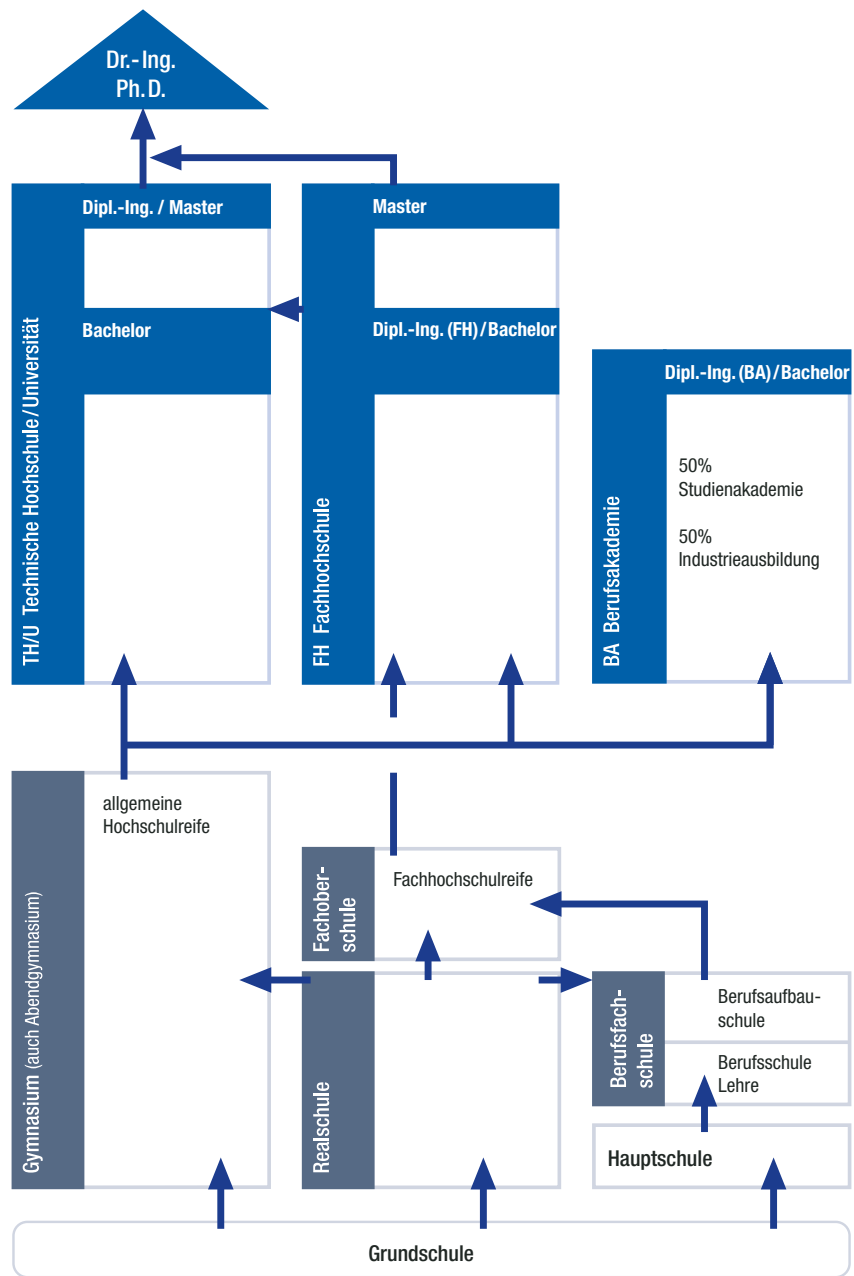 Dr.-Ing.
Ph.D.
TH/U Technische Hochschule/Universität
Dipl.-Ing. / Master
Bachelor
FH Fachhochschule
Master
Dipl.-Ing. (FH)/Bachelor
BA Berufsakademie
Dipl.-Ing. (BA)/Bachelor
50%
Studienakademie
50%
Industrieausbildung
Gymnasium (auch Abendgymnasium)
allgemeine
Hochschulreife
Fachober-
schule
Fachhochschulreife
Realschule
Berufsfach-
schule
Berufsaufbau-
schule
Berufsschule
Lehre
Hauptschule
Grundschule